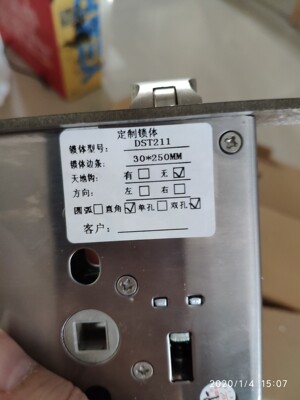 定制锁体
锁体型号: DST211
锁体边条: 30*250MM
天地钩: 有□ 无☑
方向: 左□ 右□
圆弧□直角☑单孔□双孔☑
客户:
2020/1/4 15:07